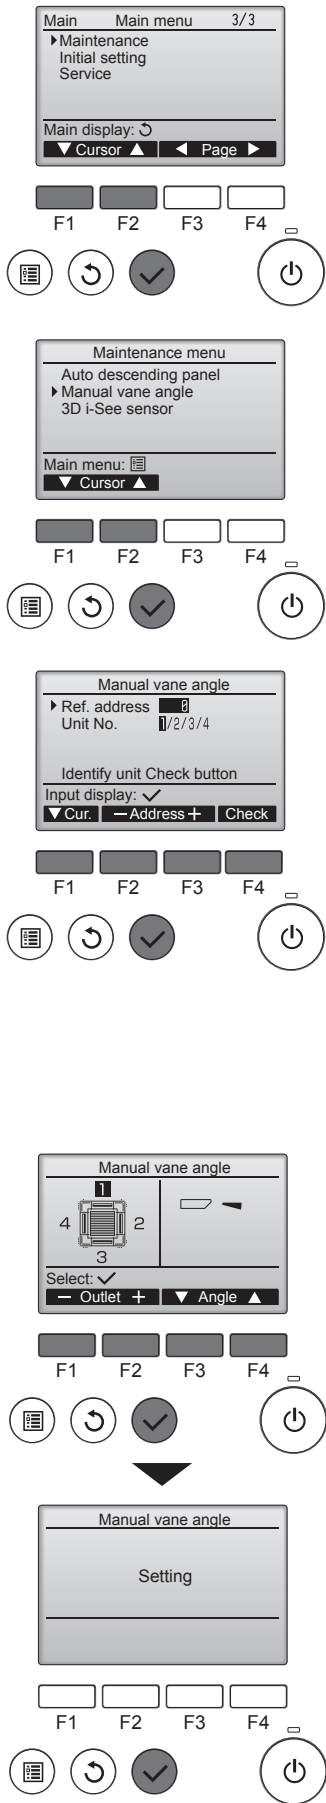 Main Main menu 3/3
Maintenance
Initial setting
Service
Main display:
▼ Cursor ▲ ◀ Page ▶
F1 F2 F3 F4
Maintenance menu
Auto descending panel
Manual vane angle
3D i-See sensor
Main menu:
▼ Cursor ▲
F1 F2 F3 F4
Manual vane angle
Ref. address 0
Unit No. 1/2/3/4
Identify unit Check button
Input display: ✓
▼ Cur. − Address + Check
F1 F2 F3 F4
Manual vane angle
1
4 2
3
Select: ✓
− Outlet + ▼ Angle ▲
F1 F2 F3 F4
Manual vane angle
Setting
F1 F2 F3 F4